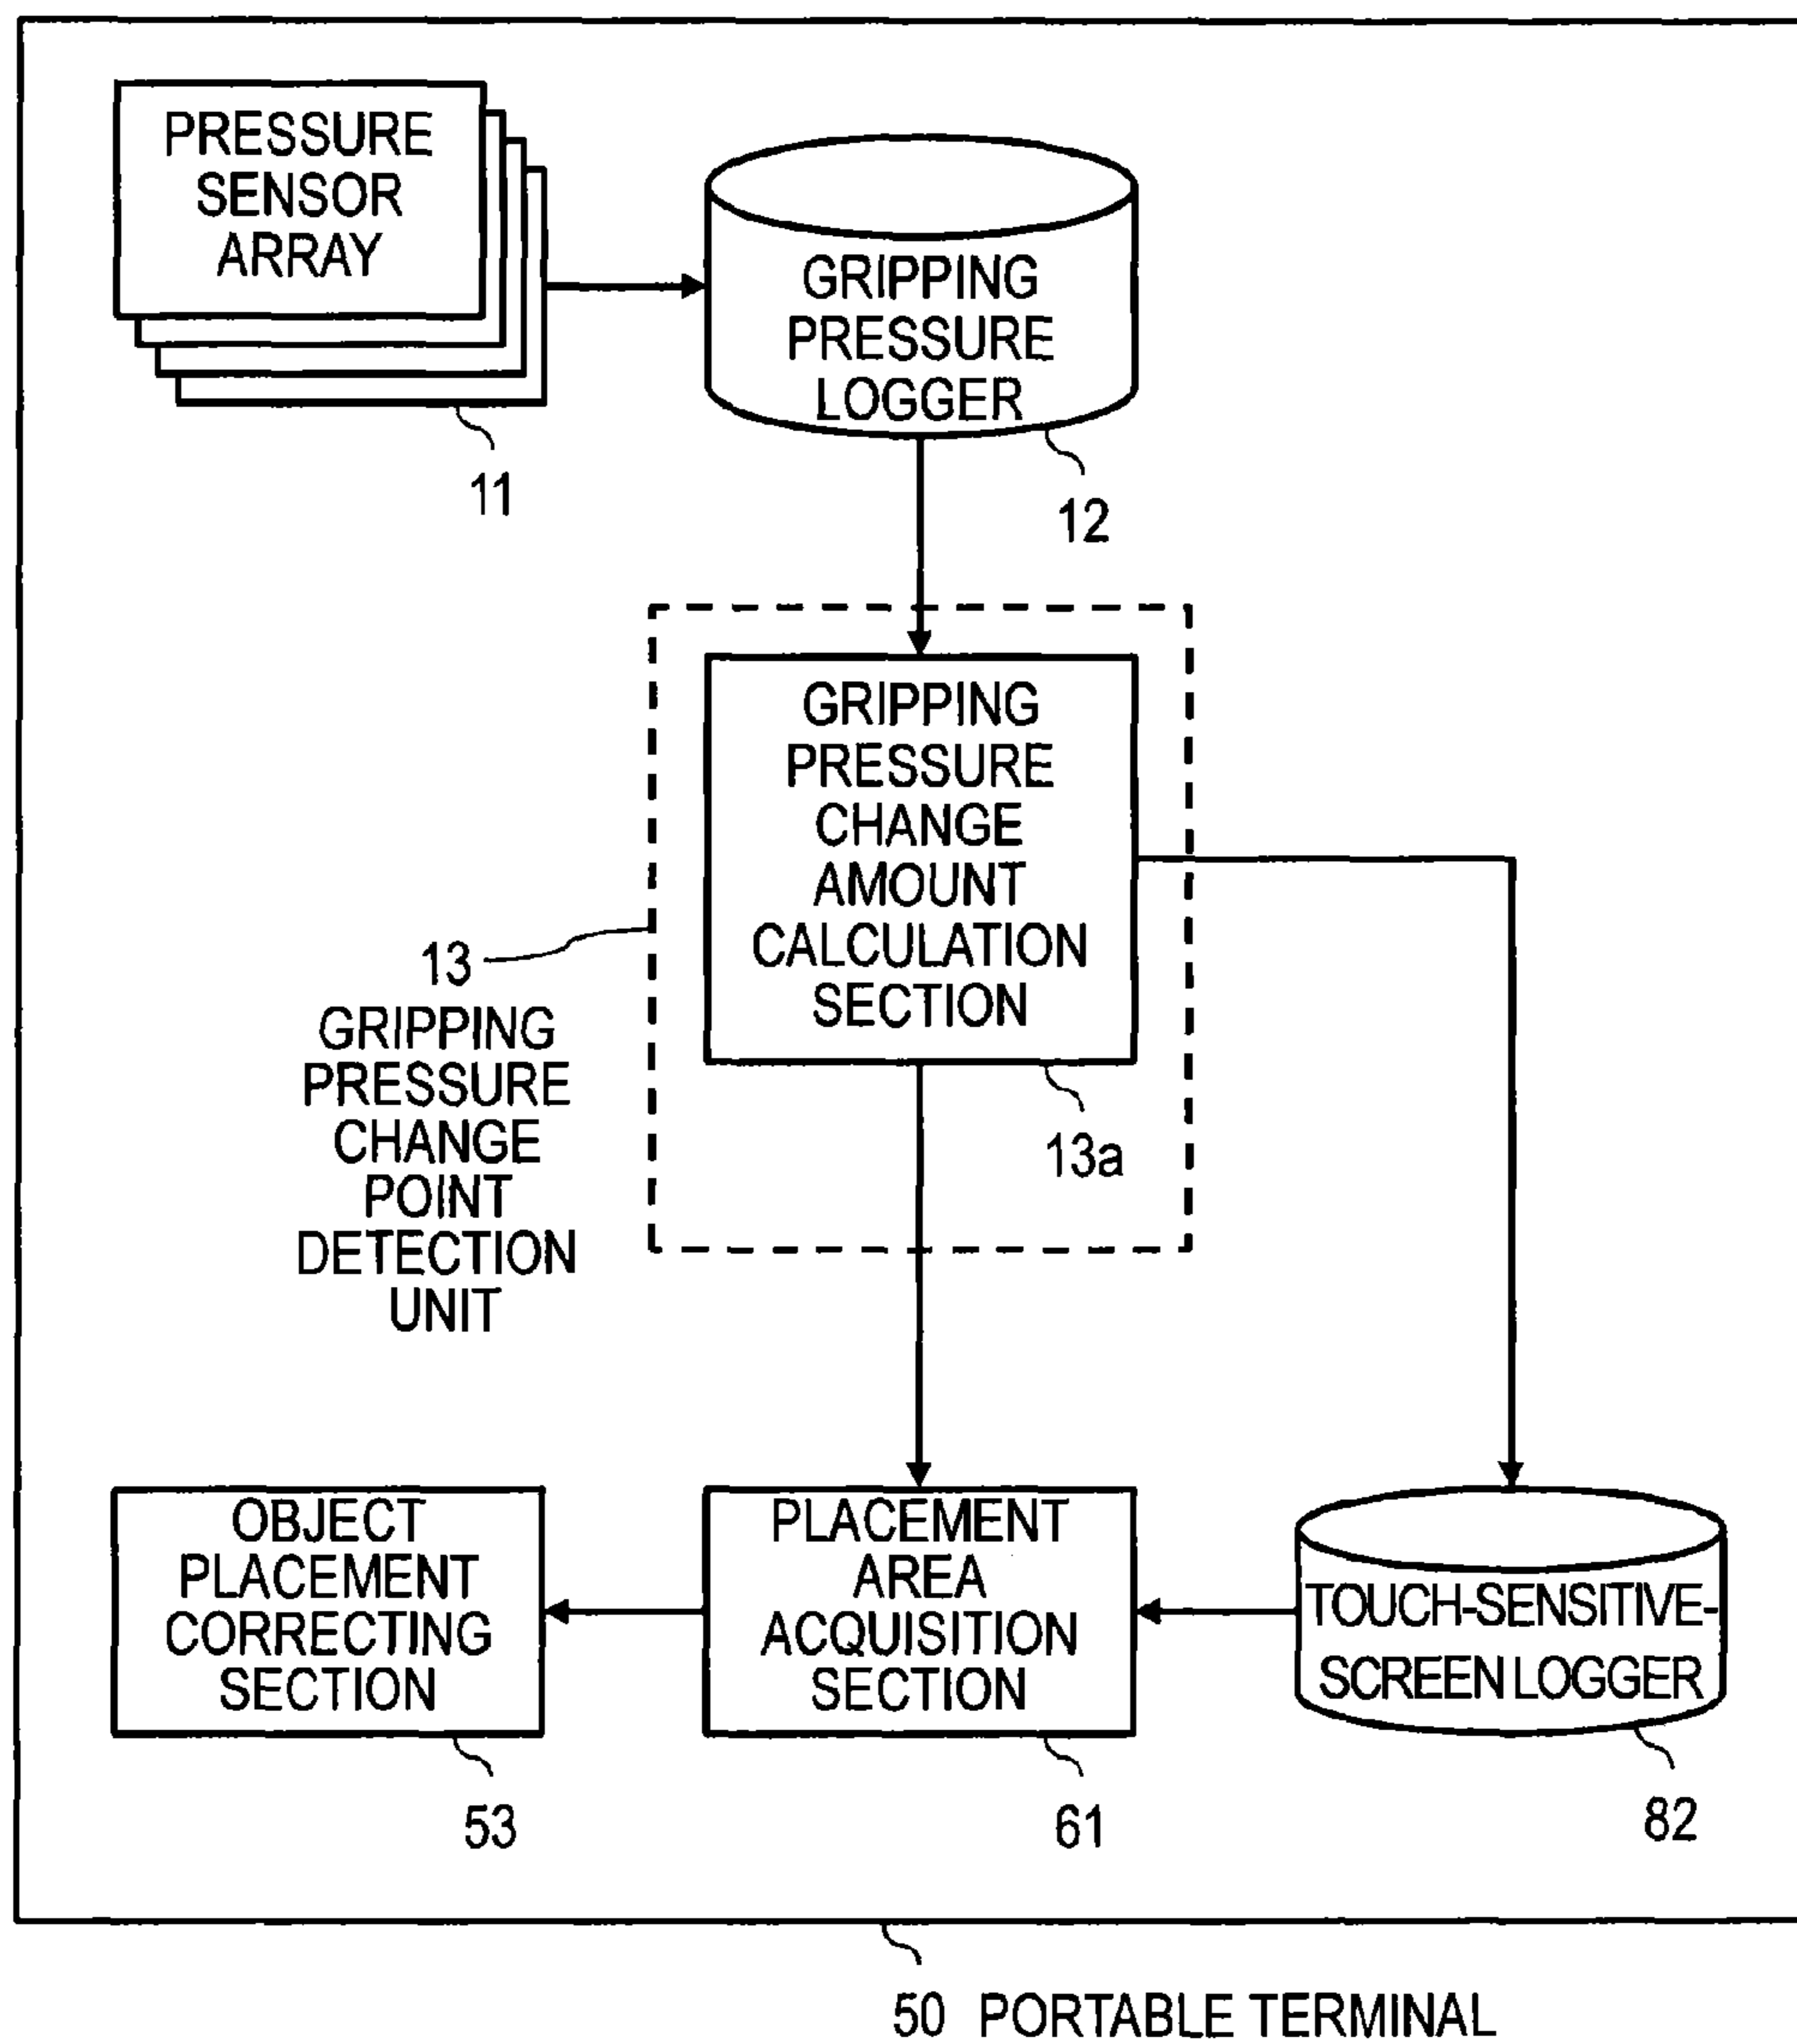 PRESSURE
SENSOR
ARRAY
11
GRIPPING
PRESSURE
LOGGER
12
GRIPPING
PRESSURE
CHANGE
AMOUNT
CALCULATION
SECTION
13a
13
GRIPPING
PRESSURE
CHANGE
POINT
DETECTION
UNIT
OBJECT
PLACEMENT
CORRECTING
SECTION
53
PLACEMENT
AREA
ACQUISITION
SECTION
61
TOUCH-SENSITIVE-
SCREEN LOGGER
82
50 PORTABLE TERMINAL